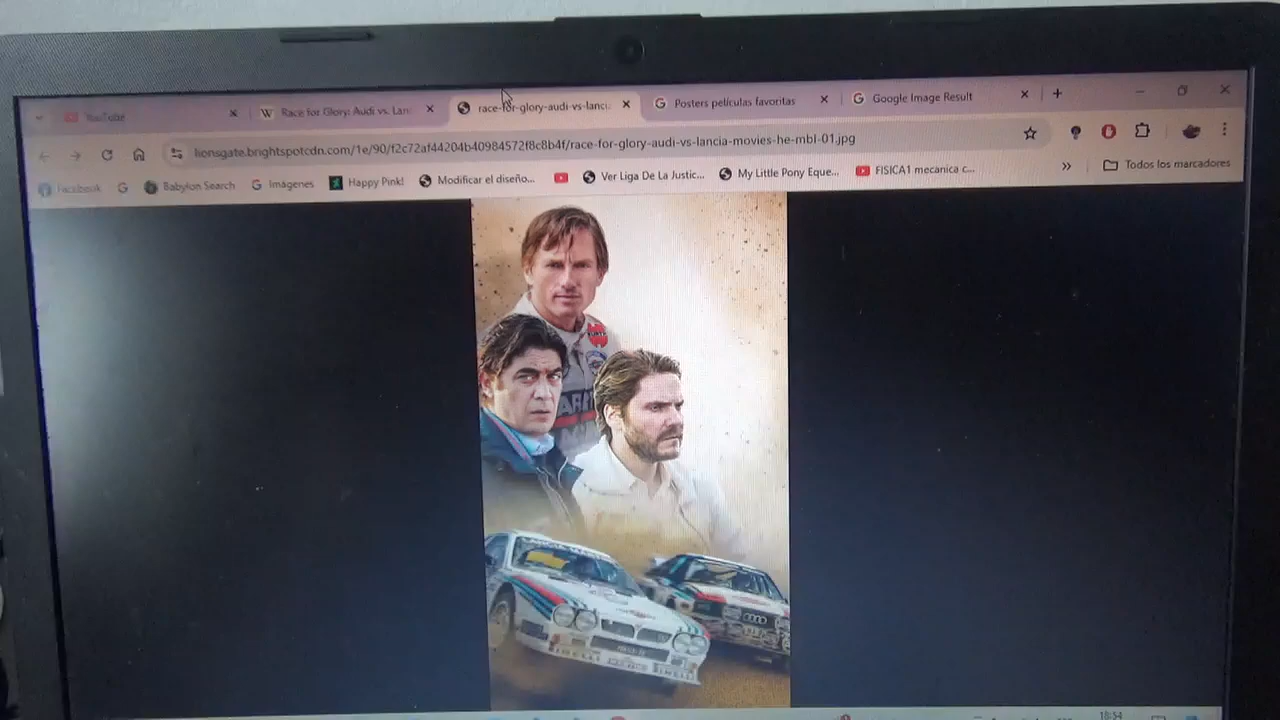 YouTube
Race for Glory: Audi vs. Lan
race-for-glory-audi-vs-lanci
Posters películas favoritas
Google Image Result
lionsgate.brightspotcdn.com/1e/90/f2c72af44204b40984572f8c8b4f/race-for-glory-audi-vs-lancia-movies-he-mbl-01.jpg
Facebook
Babylon Search
Imágenes
Happy Pink!
Modificar el diseño...
Ver Liga De La Justic...
My Little Pony Eque...
FISICA1 mecanica c...
Todos los marcadores
MARTINI
PIRELLI
PIRELLI
18:54